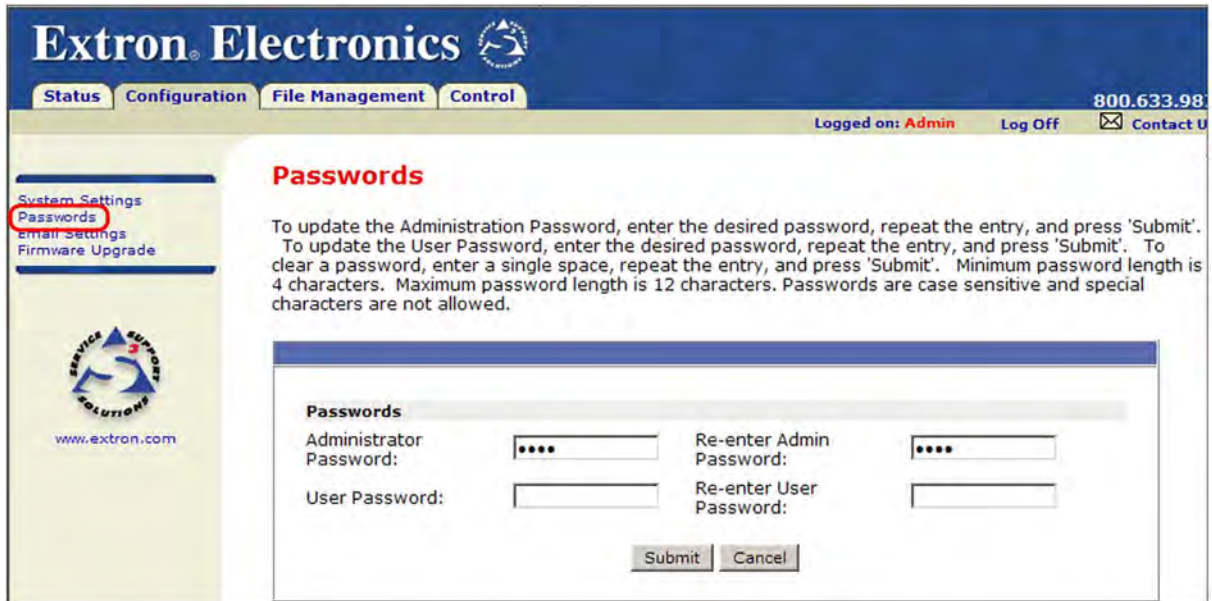 Extron® Electronics
Status Configuration File Management Control
800.633.98
Logged on: Admin Log Off Contact U
System Settings
Passwords
Email Settings
Firmware Upgrade
SERVICE SUPPORT SOLUTIONS 3
www.extron.com
Passwords
To update the Administration Password, enter the desired password, repeat the entry, and press 'Submit'.
To update the User Password, enter the desired password, repeat the entry, and press 'Submit'. To
clear a password, enter a single space, repeat the entry, and press 'Submit'. Minimum password length is
4 characters. Maximum password length is 12 characters. Passwords are case sensitive and special
characters are not allowed.
Passwords
Administrator Password: •••• Re-enter Admin Password: ••••
User Password: Re-enter User Password:
Submit Cancel